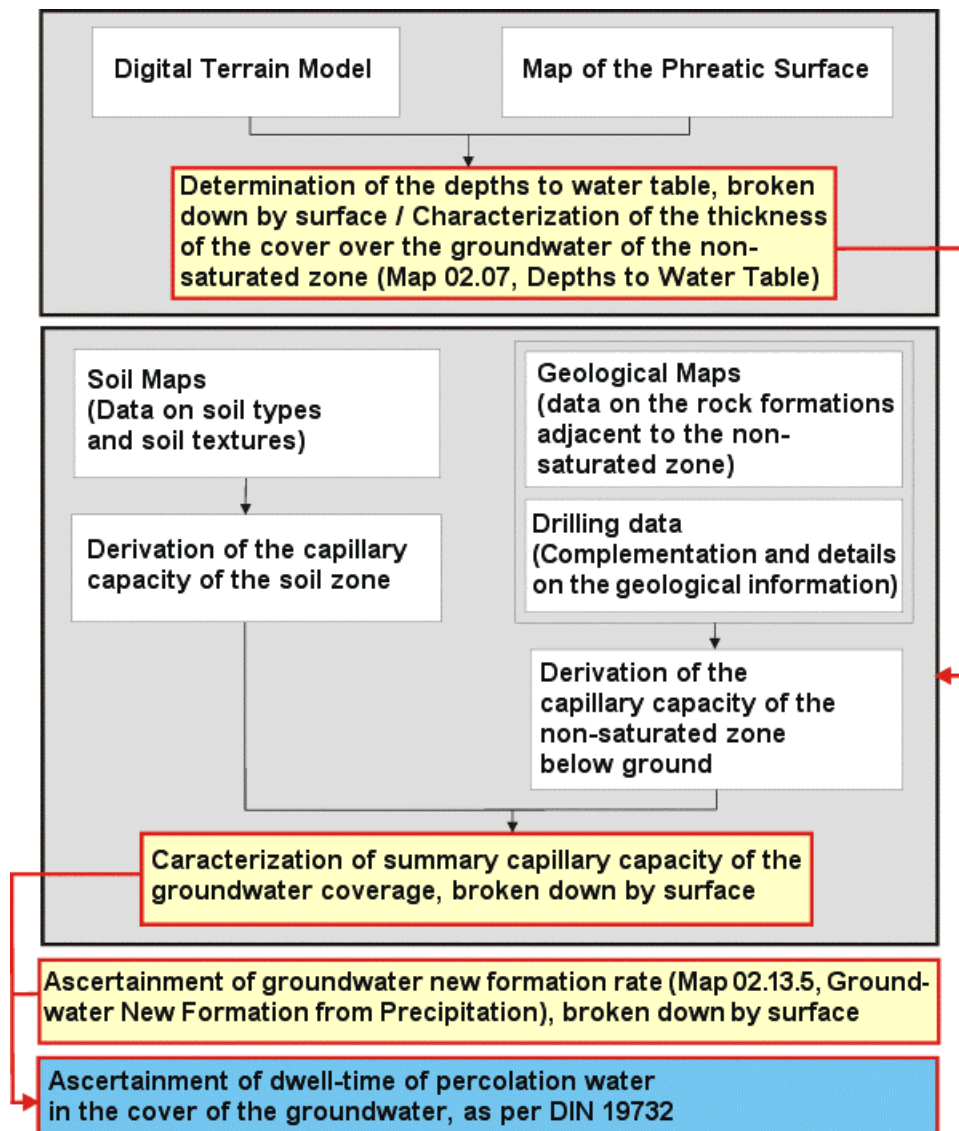 Digital Terrain Model
Map of the Phreatic Surface
Determination of the depths to water table, broken
down by surface / Characterization of the thickness
of the cover over the groundwater of the non-
saturated zone (Map 02.07, Depths to Water Table)
Soil Maps
(Data on soil types
and soil textures)
Geological Maps
(data on the rock formations
adjacent to the non-
saturated zone)
Derivation of the capillary
capacity of the soil zone
Drilling data
(Complementation and details
on the geological information)
Derivation of the
capillary capacity of the
non-saturated zone
below ground
Caracterization of summary capillary capacity of the
groundwater coverage, broken down by surface
Ascertainment of groundwater new formation rate (Map 02.13.5, Ground-
water New Formation from Precipitation), broken down by surface
Ascertainment of dwell-time of percolation water
in the cover of the groundwater, as per DIN 19732